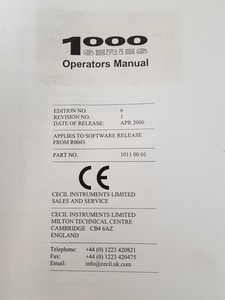 1000
SERIES
Operators Manual
EDITION NO: 6
REVISION NO: 1
DATE OF RELEASE: APR 2000
APPLIES TO SOFTWARE RELEASE
FROM R0043
PART NO. 1011 00 01
CE
CECIL INSTRUMENTS LIMITED
SALES AND SERVICE
CECIL INSTRUMENTS LIMITED
MILTON TECHNICAL CENTRE
CAMBRIDGE CB4 6AZ
ENGLAND
Telephone: +44 (0) 1223 420821
Fax: +44 (0) 1223 420475
Email: info@cecil.uk.com